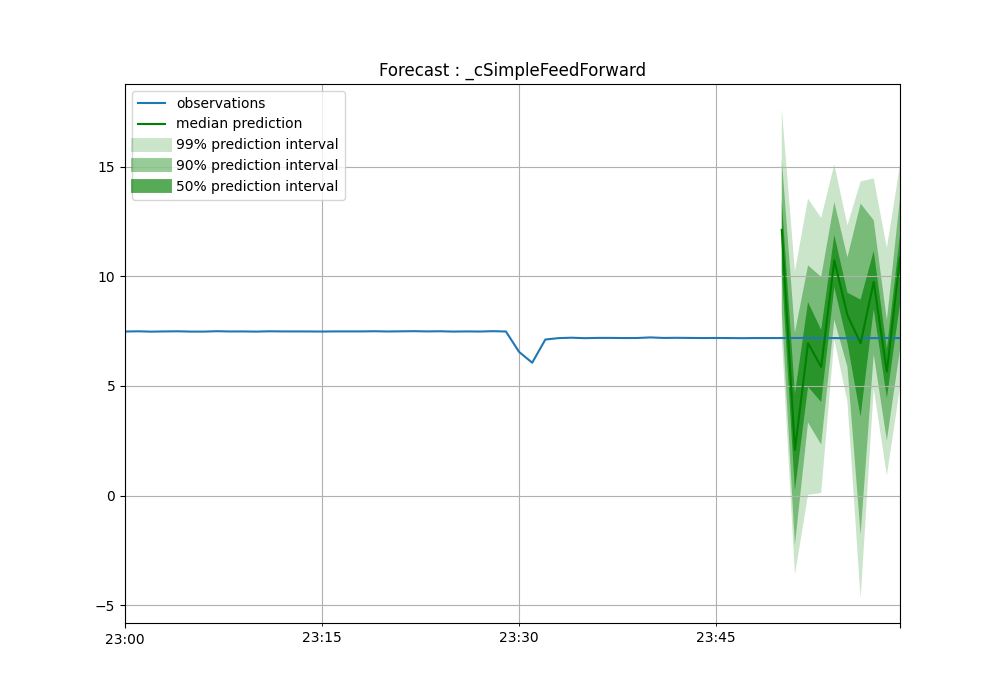 Forecast : _cSimpleFeedForward
observations
median prediction
99% prediction interval
90% prediction interval
50% prediction interval
15
10
5
0
−5
23:00
23:15
23:30
23:45